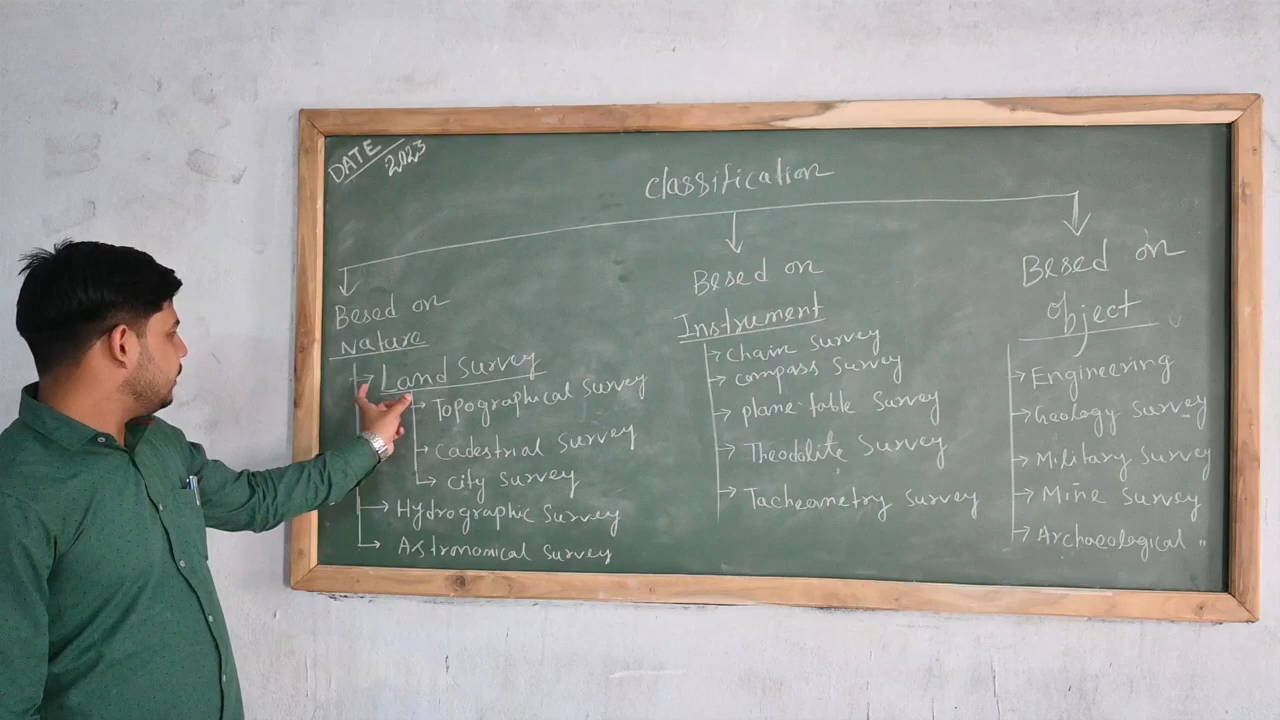 DATE
2023
classification
Besed on
Nature
Land Survey
Topographical Survey
Cadestrial Survey
City Survey
Hydrographic Survey
Astronomical Survey
Besed on
Instrument
Chain Survey
Compass Survey
plane table Survey
Theodolite Survey
Tacheometry Survey
Besed on
object
Engineering
Geology Survey
Military Survey
Mine Survey
Archaeological "